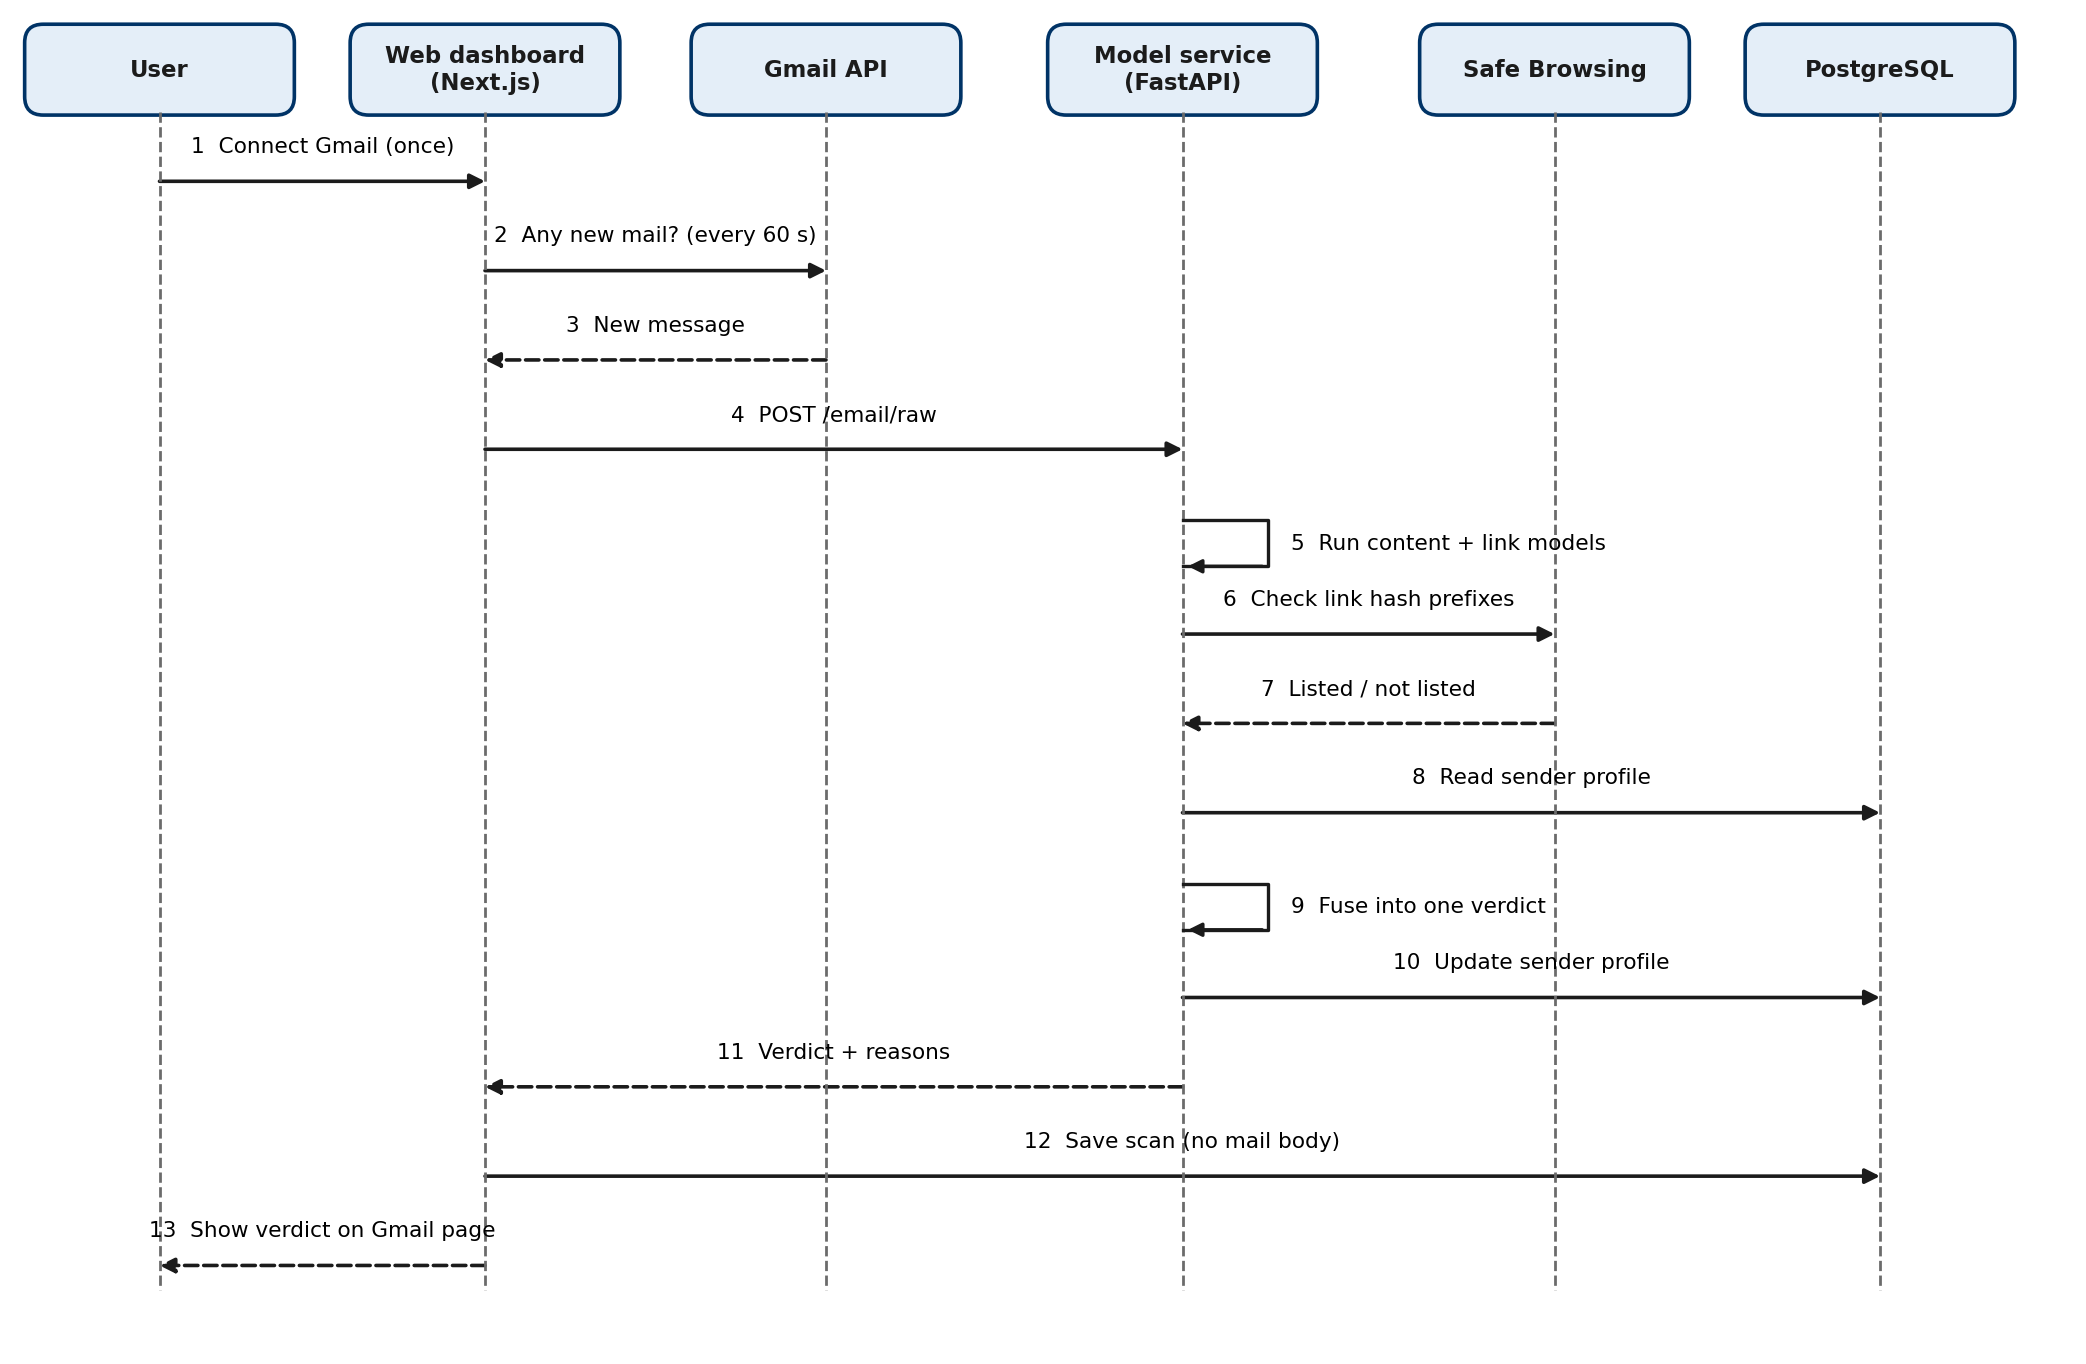 User
Web dashboard
(Next.js)
Gmail API
Model service
(FastAPI)
Safe Browsing
PostgreSQL
1 Connect Gmail (once)
2 Any new mail? (every 60 s)
3 New message
4 POST /email/raw
5 Run content + link models
6 Check link hash prefixes
7 Listed / not listed
8 Read sender profile
9 Fuse into one verdict
10 Update sender profile
11 Verdict + reasons
12 Save scan (no mail body)
13 Show verdict on Gmail page